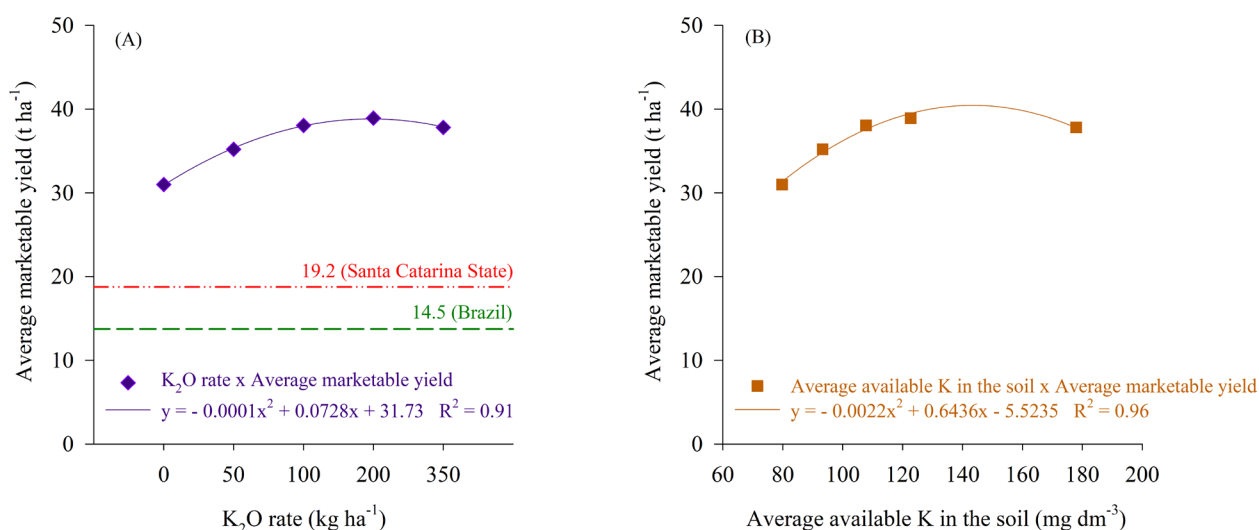 (A)
Average marketable yield (t ha⁻¹)
50
40
30
20
10
0
19.2 (Santa Catarina State)
14.5 (Brazil)
K₂O rate x Average marketable yield
y = - 0.0001x² + 0.0728x + 31.73 R² = 0.91
0 50 100 200 350
K₂O rate (kg ha⁻¹)
(B)
Average marketable yield (t ha⁻¹)
50
40
30
20
10
0
Average available K in the soil x Average marketable yield
y = - 0.0022x² + 0.6436x - 5.5235 R² = 0.96
60 80 100 120 140 160 180 200
Average available K in the soil (mg dm⁻³)